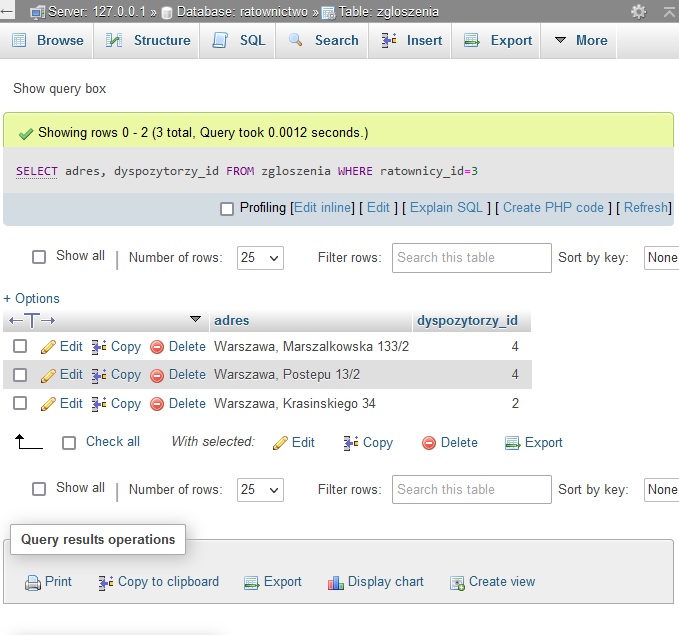 Server: 127.0.0.1 » Database: ratownictwo » Table: zgloszenia
Browse Structure SQL Search Insert Export More
Show query box
Showing rows 0 - 2 (3 total, Query took 0.0012 seconds.)
SELECT adres, dyspozytorzy_id FROM zgloszenia WHERE ratownicy_id=3
Profiling [Edit inline] [ Edit ] [ Explain SQL ] [ Create PHP code ] [ Refresh]
Show all | Number of rows: 25 Filter rows: Search this table Sort by key: None
+ Options
←T→ adres dyspozytorzy_id
Edit Copy Delete Warszawa, Marszalkowska 133/2 4
Edit Copy Delete Warszawa, Postepu 13/2 4
Edit Copy Delete Warszawa, Krasinskiego 34 2
Check all With selected: Edit Copy Delete Export
Show all | Number of rows: 25 Filter rows: Search this table Sort by key: None
Query results operations
Print Copy to clipboard Export Display chart Create view